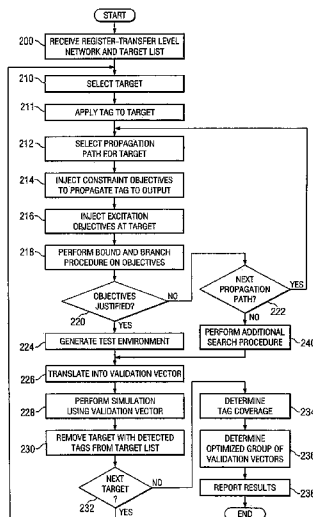 START
200
RECEIVE REGISTER-TRANSFER LEVEL
NETWORK AND TARGET LIST
210
SELECT TARGET
211
APPLY TAG TO TARGET
212
SELECT PROPAGATION
PATH FOR TARGET
214
INJECT CONSTRAINT OBJECTIVES
TO PROPAGATE TAG TO OUTPUT
216
INJECT EXCITATION
OBJECTIVES AT TARGET
218
PERFORM BOUND AND BRANCH
PROCEDURE ON OBJECTIVES
OBJECTIVES
JUSTIFIED?
220
NO
YES
NEXT
PROPAGATION
PATH?
222
YES
NO
224
GENERATE TEST ENVIRONMENT
PERFORM ADDITIONAL
SEARCH PROCEDURE
240
226
TRANSLATE INTO VALIDATION VECTOR
228
PERFORM SIMULATION
USING VALIDATION VECTOR
230
REMOVE TARGET WITH DETECTED
TAGS FROM TARGET LIST
NEXT
TARGET
?
232
NO
YES
DETERMINE
TAG COVERAGE
234
DETERMINE
OPTIMIZED GROUP OF
VALIDATION VECTORS
236
REPORT RESULTS
238
END